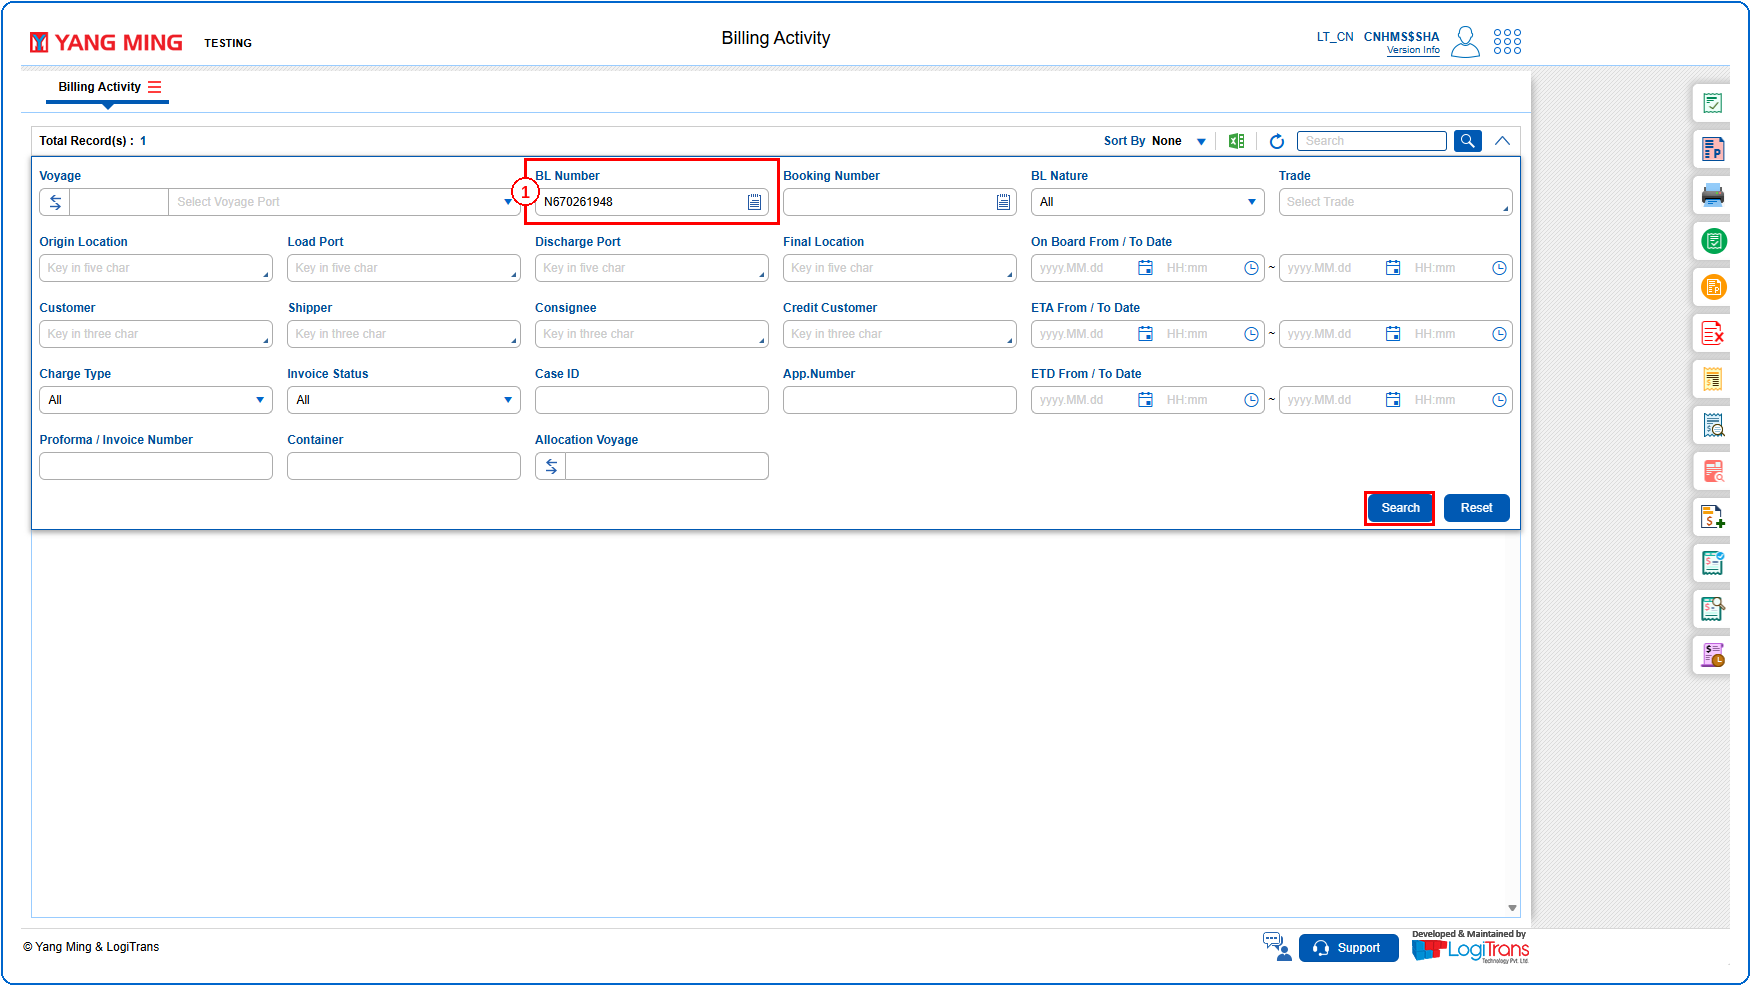 YANG MING TESTING
Billing Activity
LT_CN CNHMS$SHA
Version Info
Billing Activity
Total Record(s) : 1
Sort By None
Search
Voyage
BL Number
Booking Number
BL Nature
Trade
Select Voyage Port
1
N670261948
All
Select Trade
Origin Location
Load Port
Discharge Port
Final Location
On Board From / To Date
Key in five char
Key in five char
Key in five char
Key in five char
yyyy.MM.dd HH:mm ~ yyyy.MM.dd HH:mm
Customer
Shipper
Consignee
Credit Customer
ETA From / To Date
Key in three char
Key in three char
Key in three char
Key in three char
yyyy.MM.dd HH:mm ~ yyyy.MM.dd HH:mm
Charge Type
Invoice Status
Case ID
App.Number
ETD From / To Date
All
All
yyyy.MM.dd HH:mm ~ yyyy.MM.dd HH:mm
Proforma / Invoice Number
Container
Allocation Voyage
Search
Reset
© Yang Ming & LogiTrans
Support
Developed & Maintained by
LogiTrans
Technology Pvt. Ltd.